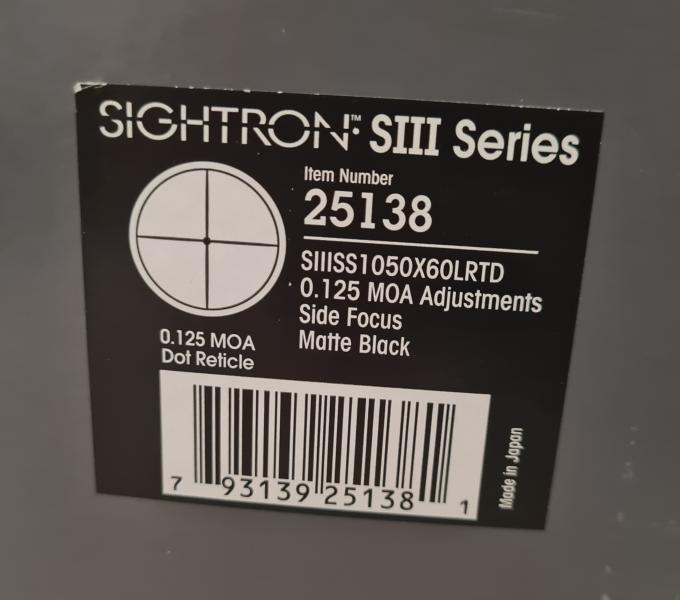 SIGHTRON™ SIII Series
Item Number
25138
SIIISS1050X60LRTD
0.125 MOA Adjustments
Side Focus
Matte Black
0.125 MOA
Dot Reticle
7 93139 25138 1
Made in Japan